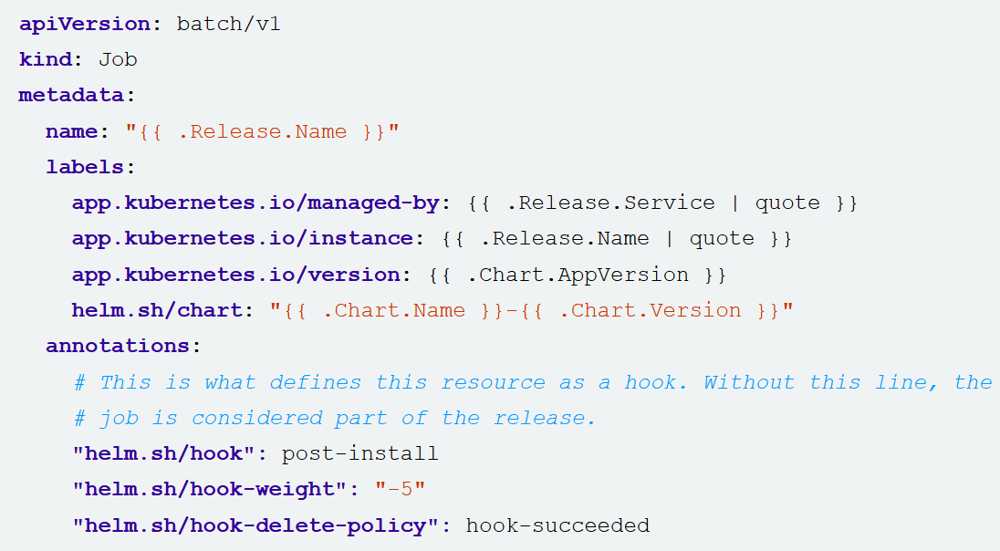 apiVersion: batch/v1
kind: Job
metadata:
  name: "{{ .Release.Name }}"
  labels:
    app.kubernetes.io/managed-by: {{ .Release.Service | quote }}
    app.kubernetes.io/instance: {{ .Release.Name | quote }}
    app.kubernetes.io/version: {{ .Chart.AppVersion }}
    helm.sh/chart: "{{ .Chart.Name }}-{{ .Chart.Version }}"
  annotations:
    # This is what defines this resource as a hook. Without this line, the
    # job is considered part of the release.
    "helm.sh/hook": post-install
    "helm.sh/hook-weight": "-5"
    "helm.sh/hook-delete-policy": hook-succeeded